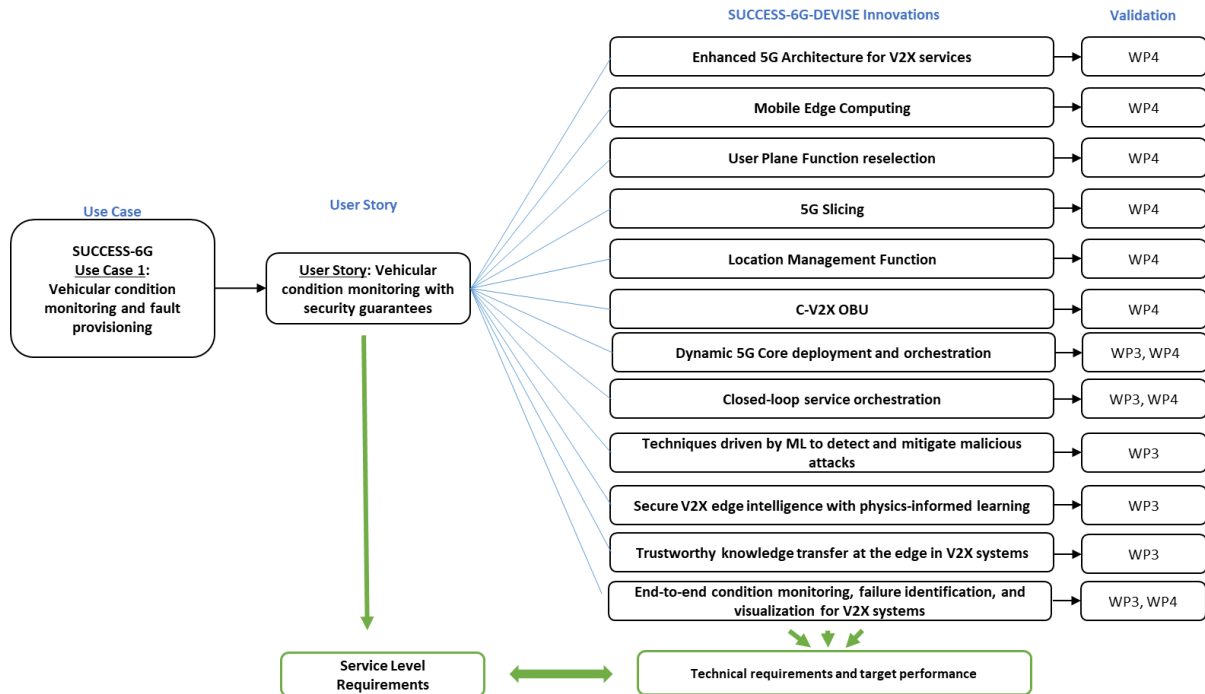 SUCCESS-6G-DEVISE Innovations
Validation
Enhanced 5G Architecture for V2X services
WP4
Mobile Edge Computing
WP4
User Plane Function reselection
WP4
Use Case
User Story
5G Slicing
WP4
SUCCESS-6G
Use Case 1:
Vehicular condition
monitoring and fault
provisioning
User Story: Vehicular
condition monitoring with
security guarantees
Location Management Function
WP4
C-V2X OBU
WP4
Dynamic 5G Core deployment and orchestration
WP3, WP4
Closed-loop service orchestration
WP3, WP4
Techniques driven by ML to detect and mitigate malicious
attacks
WP3
Secure V2X edge intelligence with physics-informed learning
WP3
Trustworthy knowledge transfer at the edge in V2X systems
WP3
End-to-end condition monitoring, failure identification, and
visualization for V2X systems
WP3, WP4
Service Level
Requirements
Technical requirements and target performance